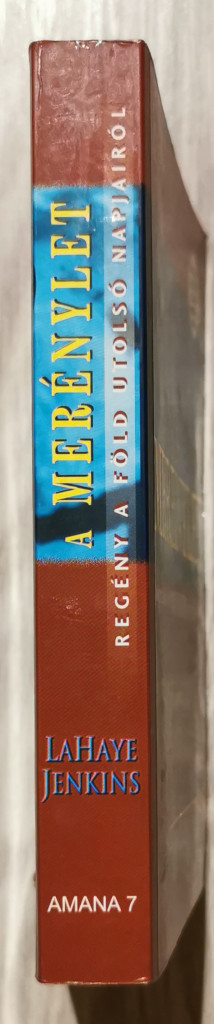 A MERÉNYLET
REGÉNY A FÖLD UTOLSÓ NAPJAIRÓL
LAHAYE
JENKINS
AMANA 7